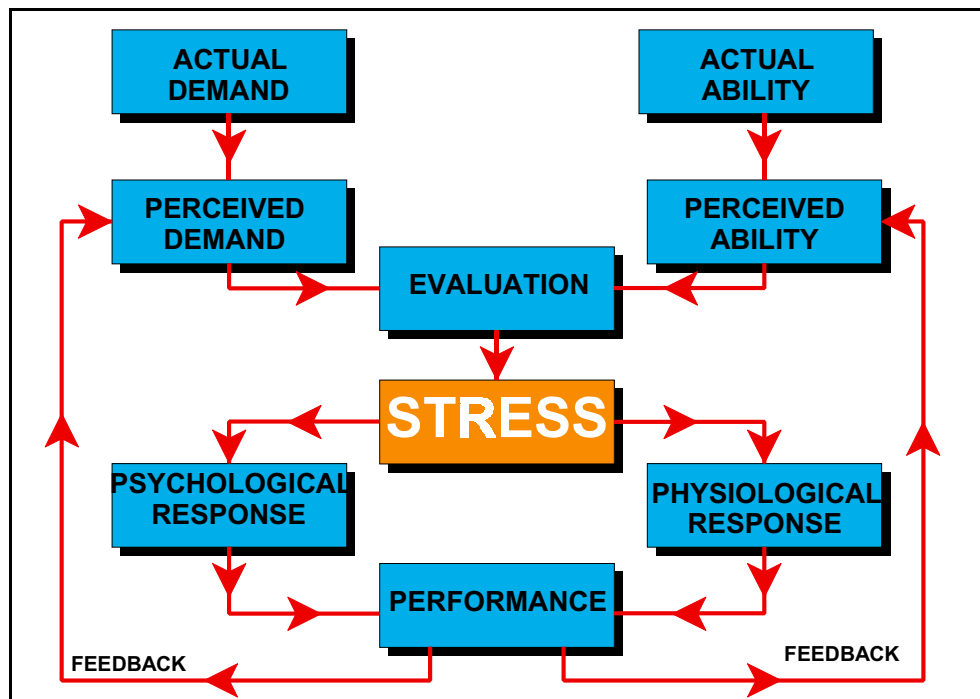 ACTUAL
DEMAND
ACTUAL
ABILITY
PERCEIVED
DEMAND
PERCEIVED
ABILITY
EVALUATION
STRESS
PSYCHOLOGICAL
RESPONSE
PHYSIOLOGICAL
RESPONSE
PERFORMANCE
FEEDBACK
FEEDBACK